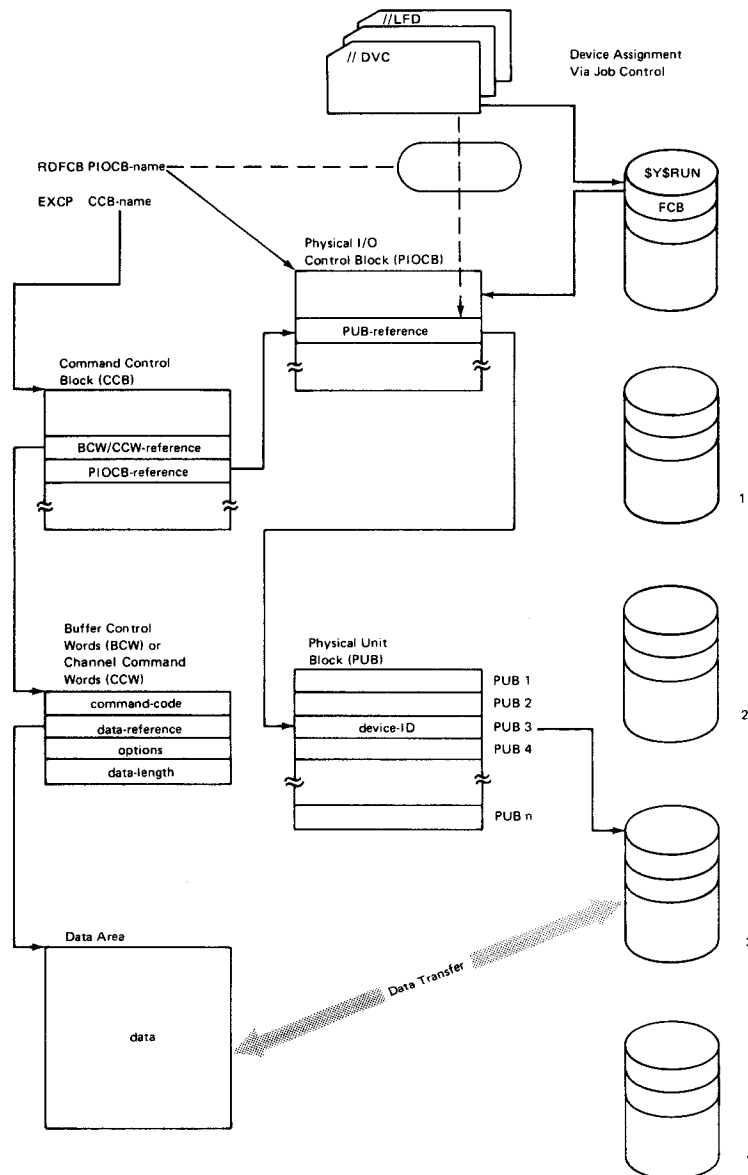 //LFD
// DVC
Device Assignment
Via Job Control
RDFCB PIOCB-name
EXCP CCB-name
$Y$RUN
FCB
Physical I/O
Control Block (PIOCB)
PUB-reference
Command Control
Block (CCB)
BCW/CCW-reference
PIOCB-reference
1
Buffer Control
Words (BCW) or
Channel Command
Words (CCW)
command-code
data-reference
options
data-length
Physical Unit
Block (PUB)
PUB 1
PUB 2
device-ID
PUB 3
PUB 4
PUB n
2
Data Area
data
Data Transfer
3